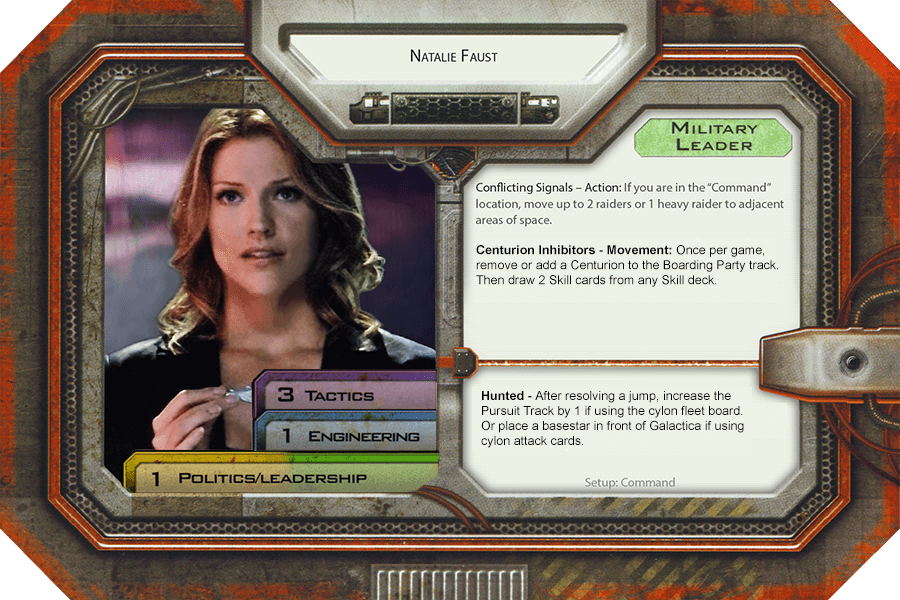 Natalie Faust
Military
Leader
Conflicting Signals – Action: If you are in the “Command”
location, move up to 2 raiders or 1 heavy raider to adjacent
areas of space.
Centurion Inhibitors - Movement: Once per game,
remove or add a Centurion to the Boarding Party track.
Then draw 2 Skill cards from any Skill deck.
3 Tactics
1 Engineering
1 Politics/leadership
Hunted - After resolving a jump, increase the
Pursuit Track by 1 if using the cylon fleet board.
Or place a basestar in front of Galactica if using
cylon attack cards.
Setup: Command